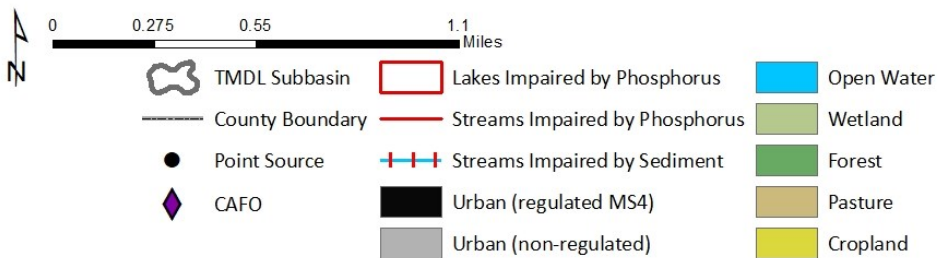 0 0.275 0.55 1.1
Miles
N
TMDL Subbasin
County Boundary
Point Source
CAFO
Lakes Impaired by Phosphorus
Streams Impaired by Phosphorus
Streams Impaired by Sediment
Urban (regulated MS4)
Urban (non-regulated)
Open Water
Wetland
Forest
Pasture
Cropland